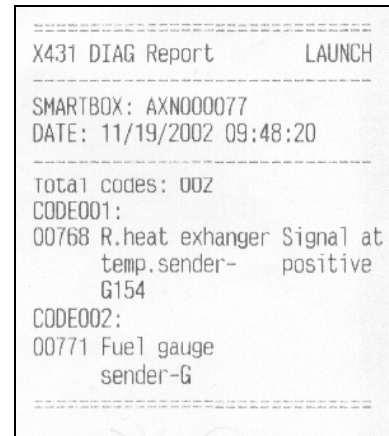 X431 DIAG Report LAUNCH
SMARTBOX: AXN000077
DATE: 11/19/2002 09:48:20
Total codes: 002
CODE001:
00768 R.heat exhanger Signal at
temp.sender- positive
G154
CODE002:
00771 Fuel gauge
sender-G